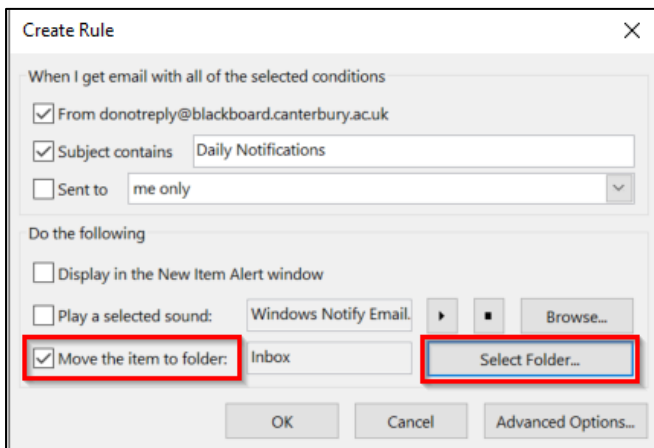 Create Rule
When I get email with all of the selected conditions
From donotreply@blackboard.canterbury.ac.uk
Subject contains Daily Notifications
Sent to me only
Do the following
Display in the New Item Alert window
Play a selected sound: Windows Notify Email. Browse...
Move the item to folder: Inbox Select Folder...
OK Cancel Advanced Options...